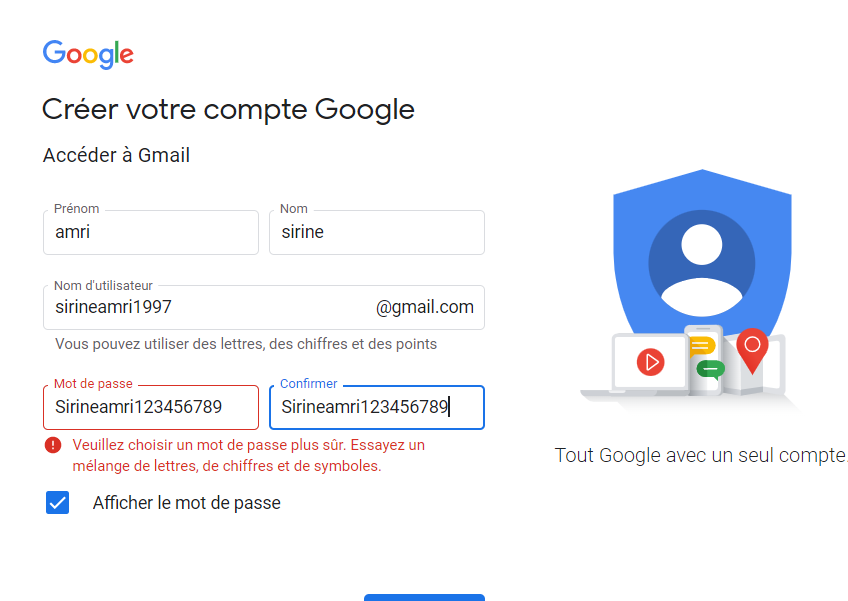 Google
Créer votre compte Google
Accéder à Gmail
Prénom
amri
Nom
sirine
Nom d'utilisateur
sirineamri1997 @gmail.com
Vous pouvez utiliser des lettres, des chiffres et des points
Mot de passe
Sirineamri123456789
Confirmer
Sirineamri123456789
Veuillez choisir un mot de passe plus sûr. Essayez un
mélange de lettres, de chiffres et de symboles.
Afficher le mot de passe
Tout Google avec un seul compte.